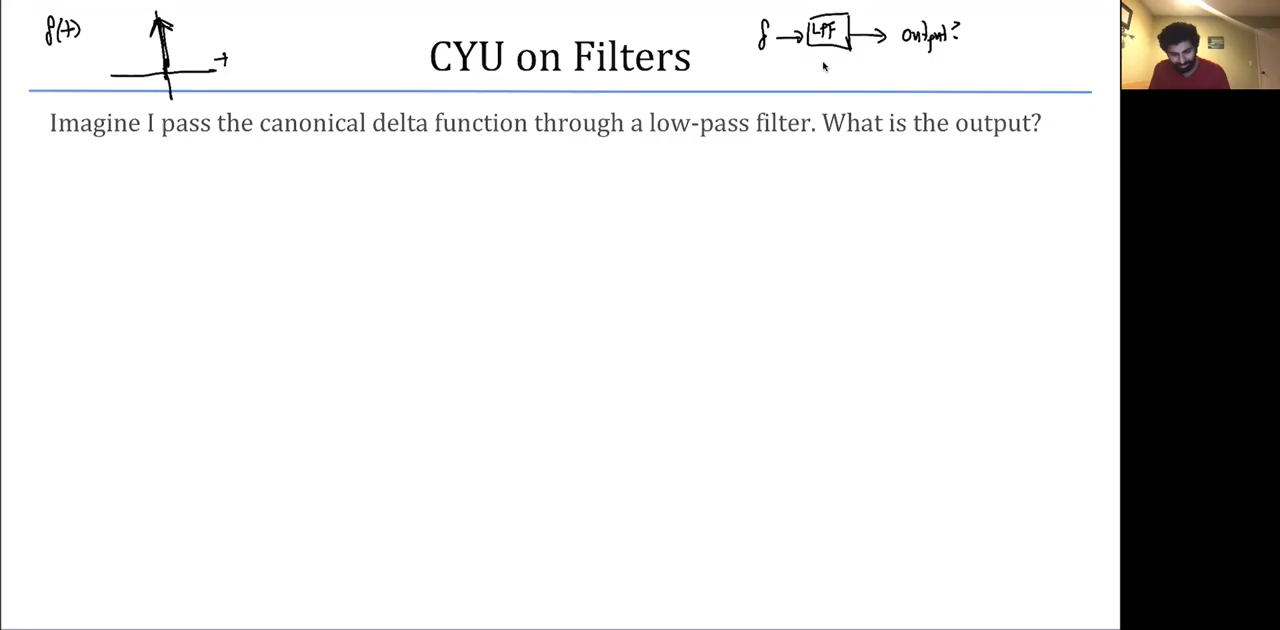 δ(t)
t
δ → LPF → output?
CYU on Filters
Imagine I pass the canonical delta function through a low-pass filter. What is the output?